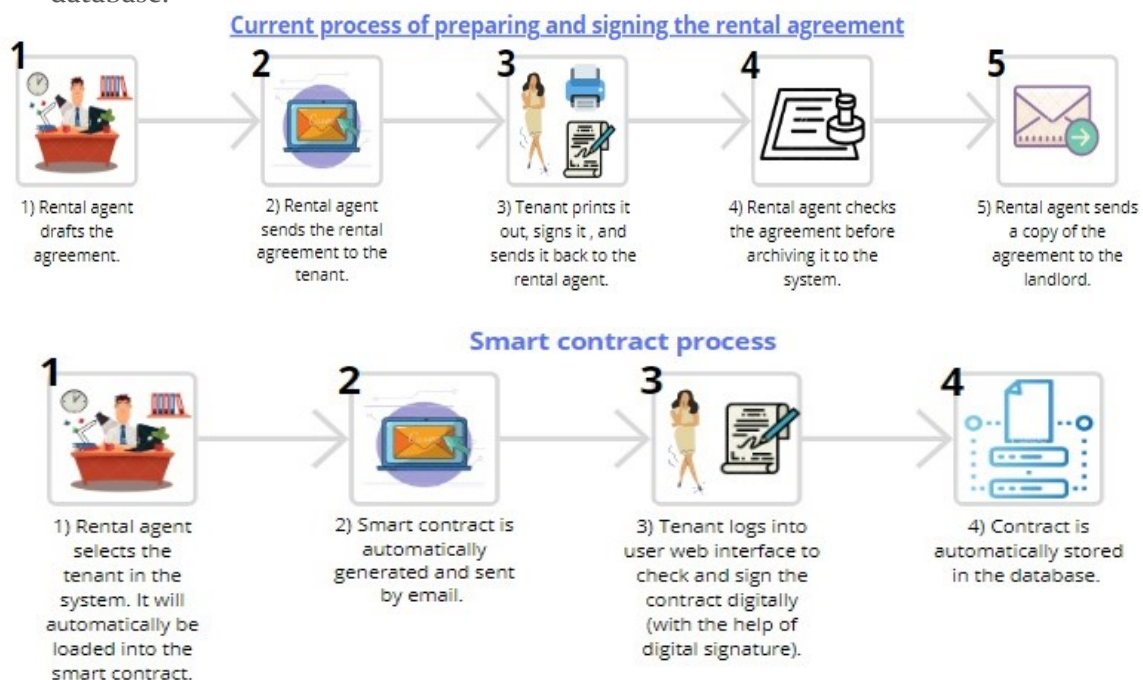 database.
Current process of preparing and signing the rental agreement
1
2
3
4
5
1) Rental agent
drafts the
agreement.
2) Rental agent
sends the rental
agreement to the
tenant.
3) Tenant prints it
out, signs it , and
sends it back to the
rental agent.
4) Rental agent checks
the agreement before
archiving it to the
system.
5) Rental agent sends
a copy of the
agreement to the
landlord.
Smart contract process
1
2
3
4
1) Rental agent
selects the
tenant in the
system. It will
automatically be
loaded into the
smart contract.
2) Smart contract is
automatically
generated and sent
by email.
3) Tenant logs into
user web interface to
check and sign the
contract digitally
(with the help of
digital signature).
4) Contract is
automatically stored
in the database.